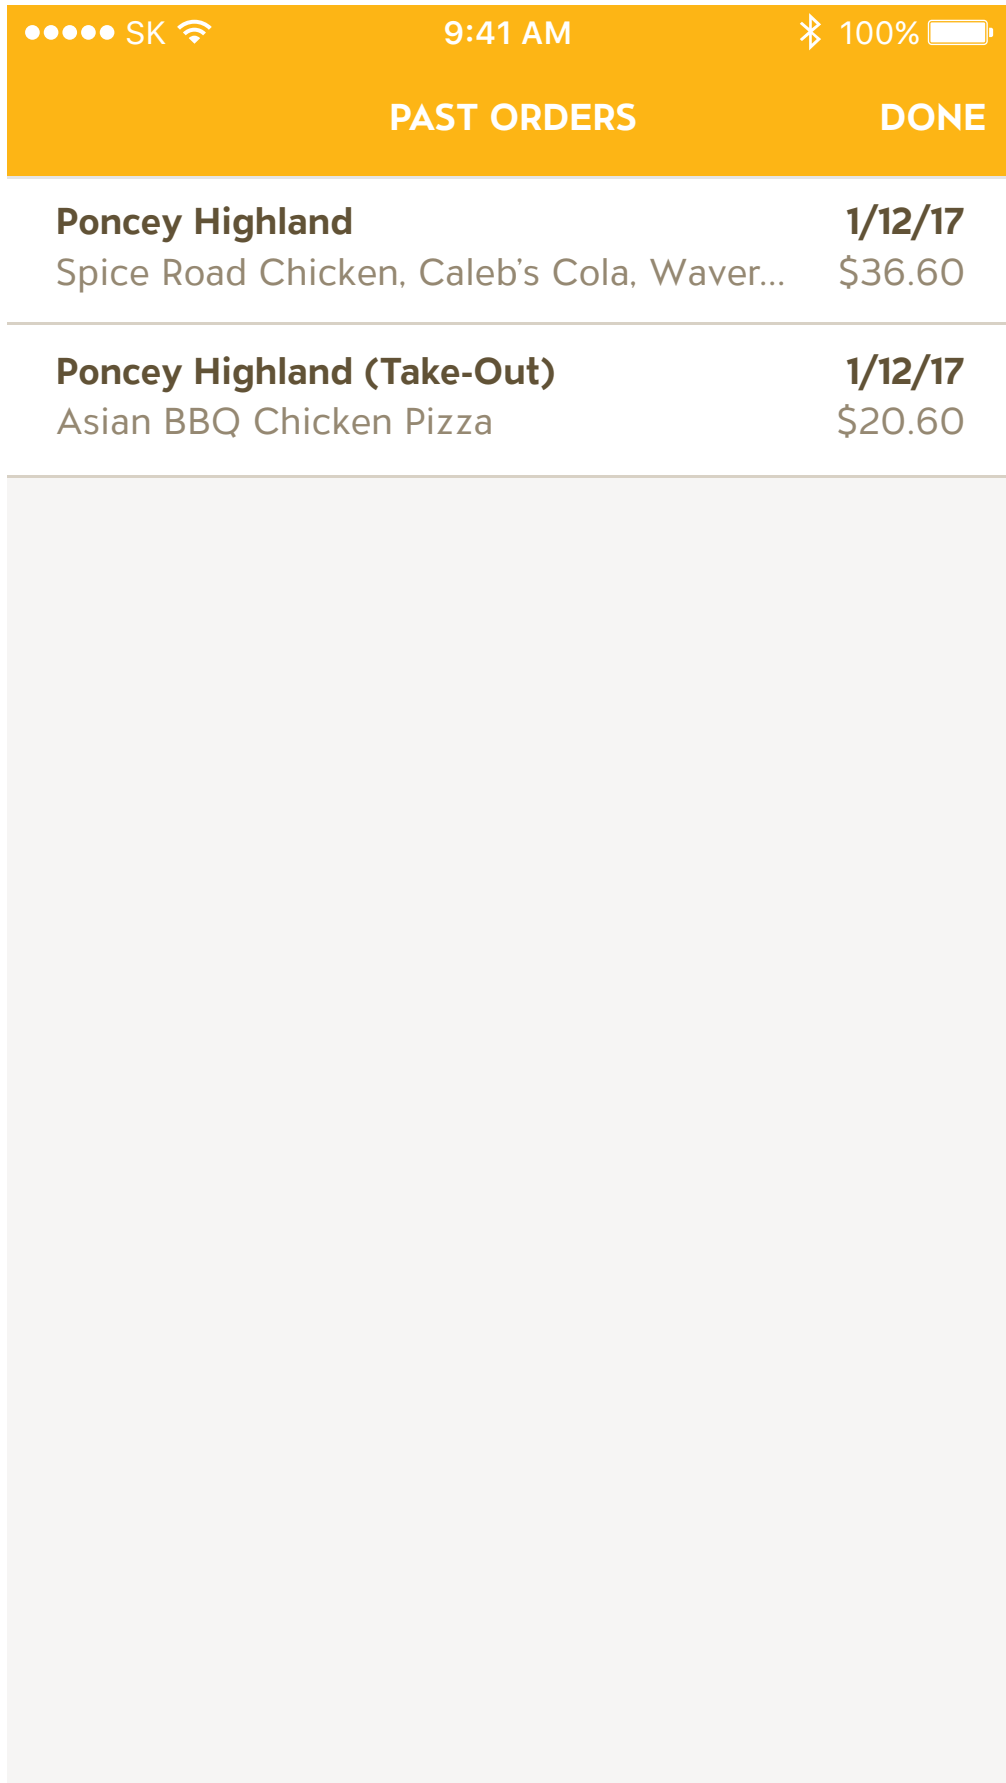 SK 9:41 AM 100%
PAST ORDERS DONE
Poncey Highland 1/12/17
Spice Road Chicken, Caleb’s Cola, Waver... $36.60
Poncey Highland (Take-Out) 1/12/17
Asian BBQ Chicken Pizza $20.60